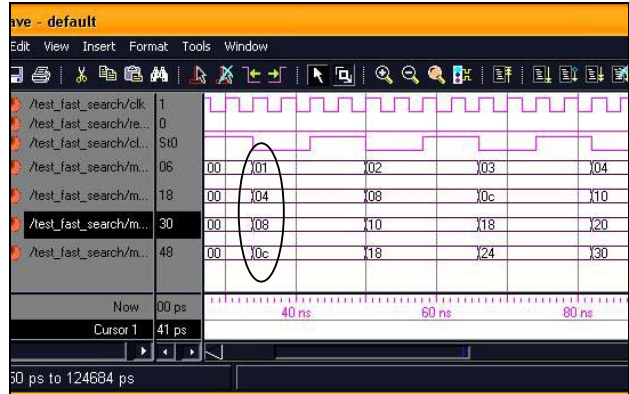 ave - default
Edit View Insert Format Tools Window
/test_fast_search/clk 1
/test_fast_search/re... 0
/test_fast_search/cl... St0
/test_fast_search/m... 06 00 01 02 03 04
/test_fast_search/m... 18 00 04 08 0c 10
/test_fast_search/m... 30 00 08 10 18 20
/test_fast_search/m... 48 00 0c 18 24 30
Now 00 ps 40 ns 60 ns 80 ns
Cursor 1 41 ps
50 ps to 124684 ps